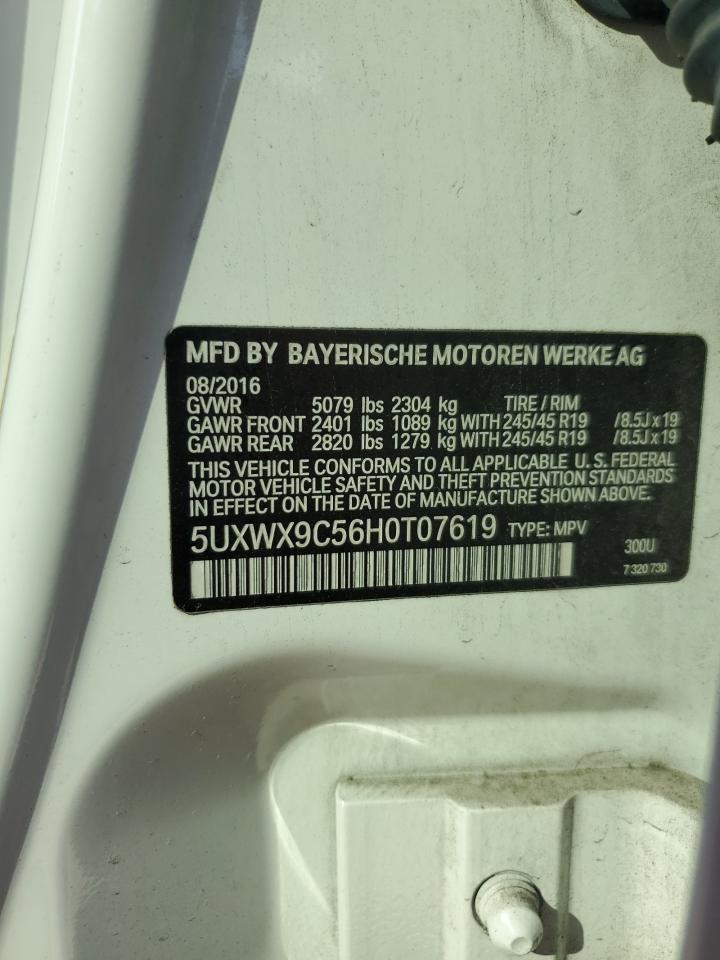 MFD BY BAYERISCHE MOTOREN WERKE AG
08/2016
GVWR 5079 lbs 2304 kg TIRE / RIM
GAWR FRONT 2401 lbs 1089 kg WITH 245/45 R19 /8.5J x 19
GAWR REAR 2820 lbs 1279 kg WITH 245/45 R19 /8.5J x 19
THIS VEHICLE CONFORMS TO ALL APPLICABLE U. S. FEDERAL
MOTOR VEHICLE SAFETY AND THEFT PREVENTION STANDARDS
IN EFFECT ON THE DATE OF MANUFACTURE SHOWN ABOVE.
5UXWX9C56H0T07619 TYPE: MPV
300U
7 320 730